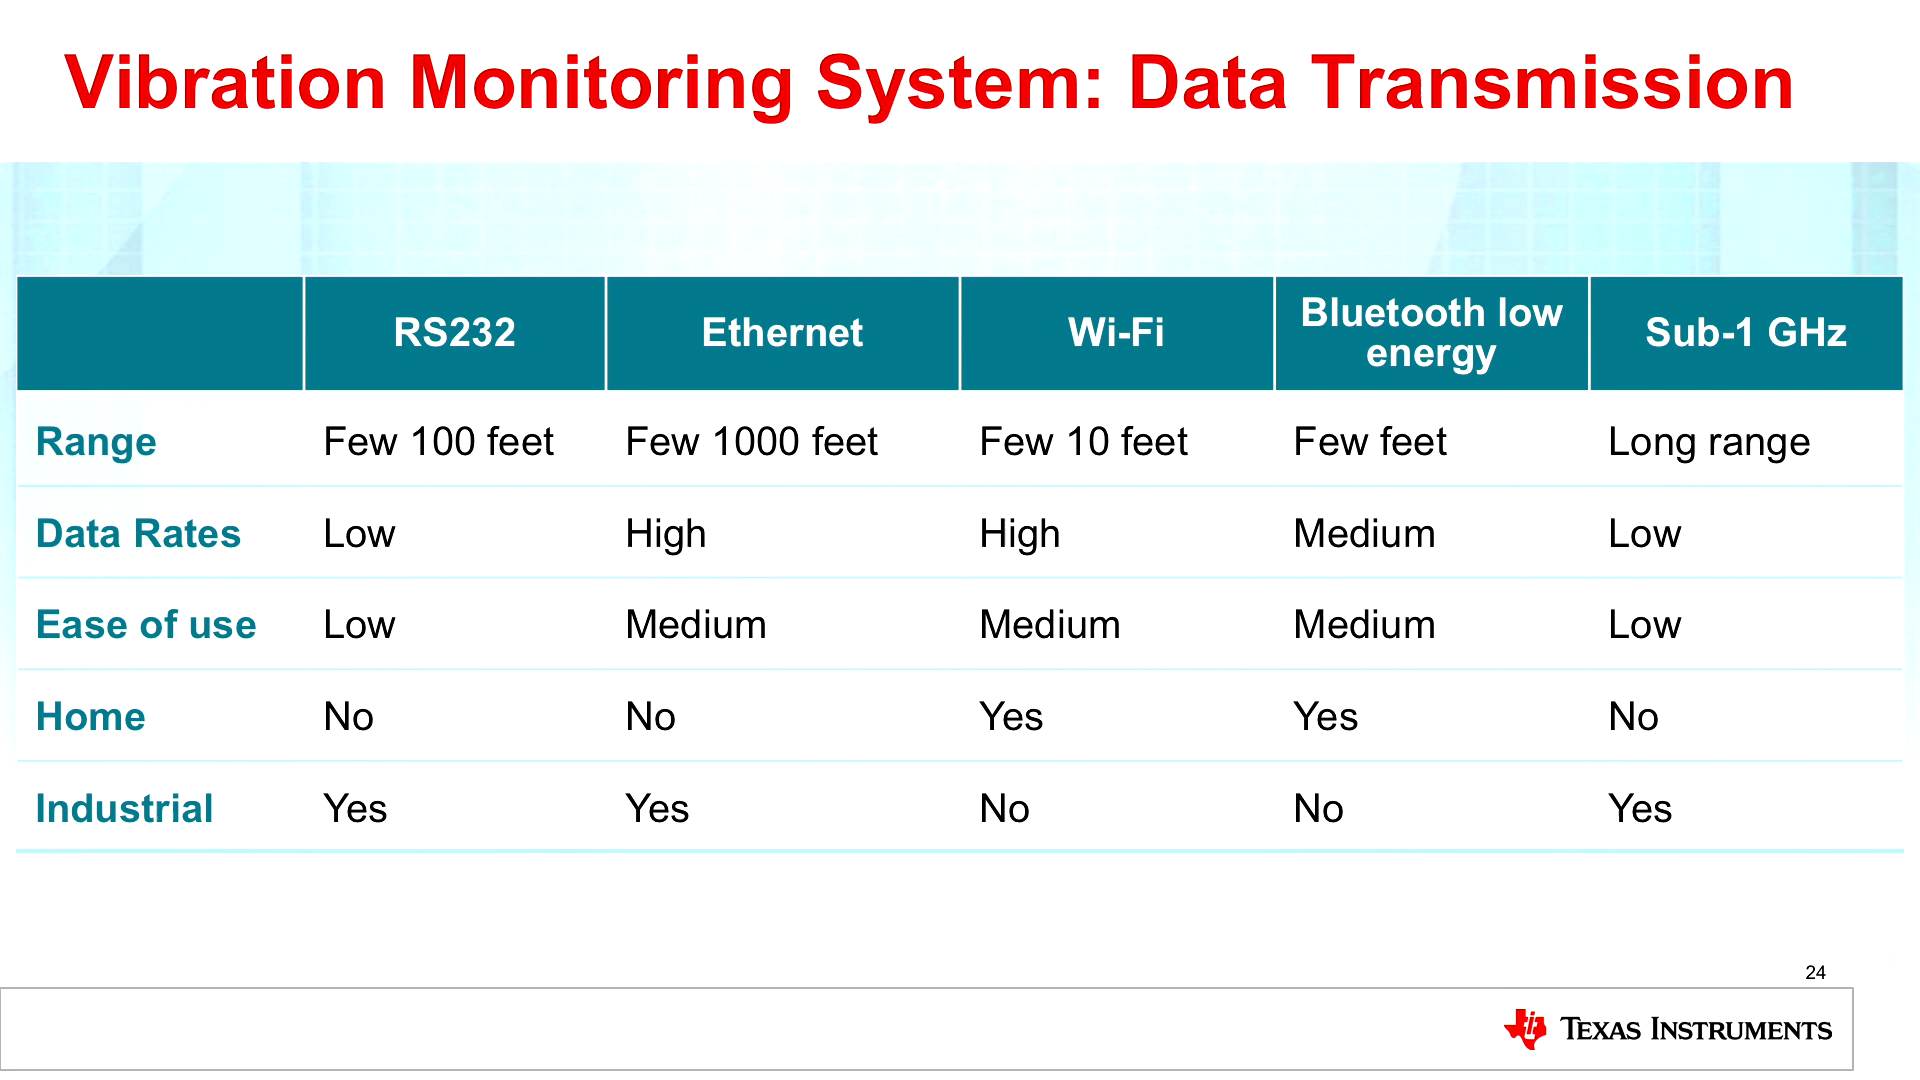 Vibration Monitoring System: Data Transmission
RS232 Ethernet Wi-Fi Bluetooth low energy Sub-1 GHz
Range Few 100 feet Few 1000 feet Few 10 feet Few feet Long range
Data Rates Low High High Medium Low
Ease of use Low Medium Medium Medium Low
Home No No Yes Yes No
Industrial Yes Yes No No Yes
24
TEXAS INSTRUMENTS